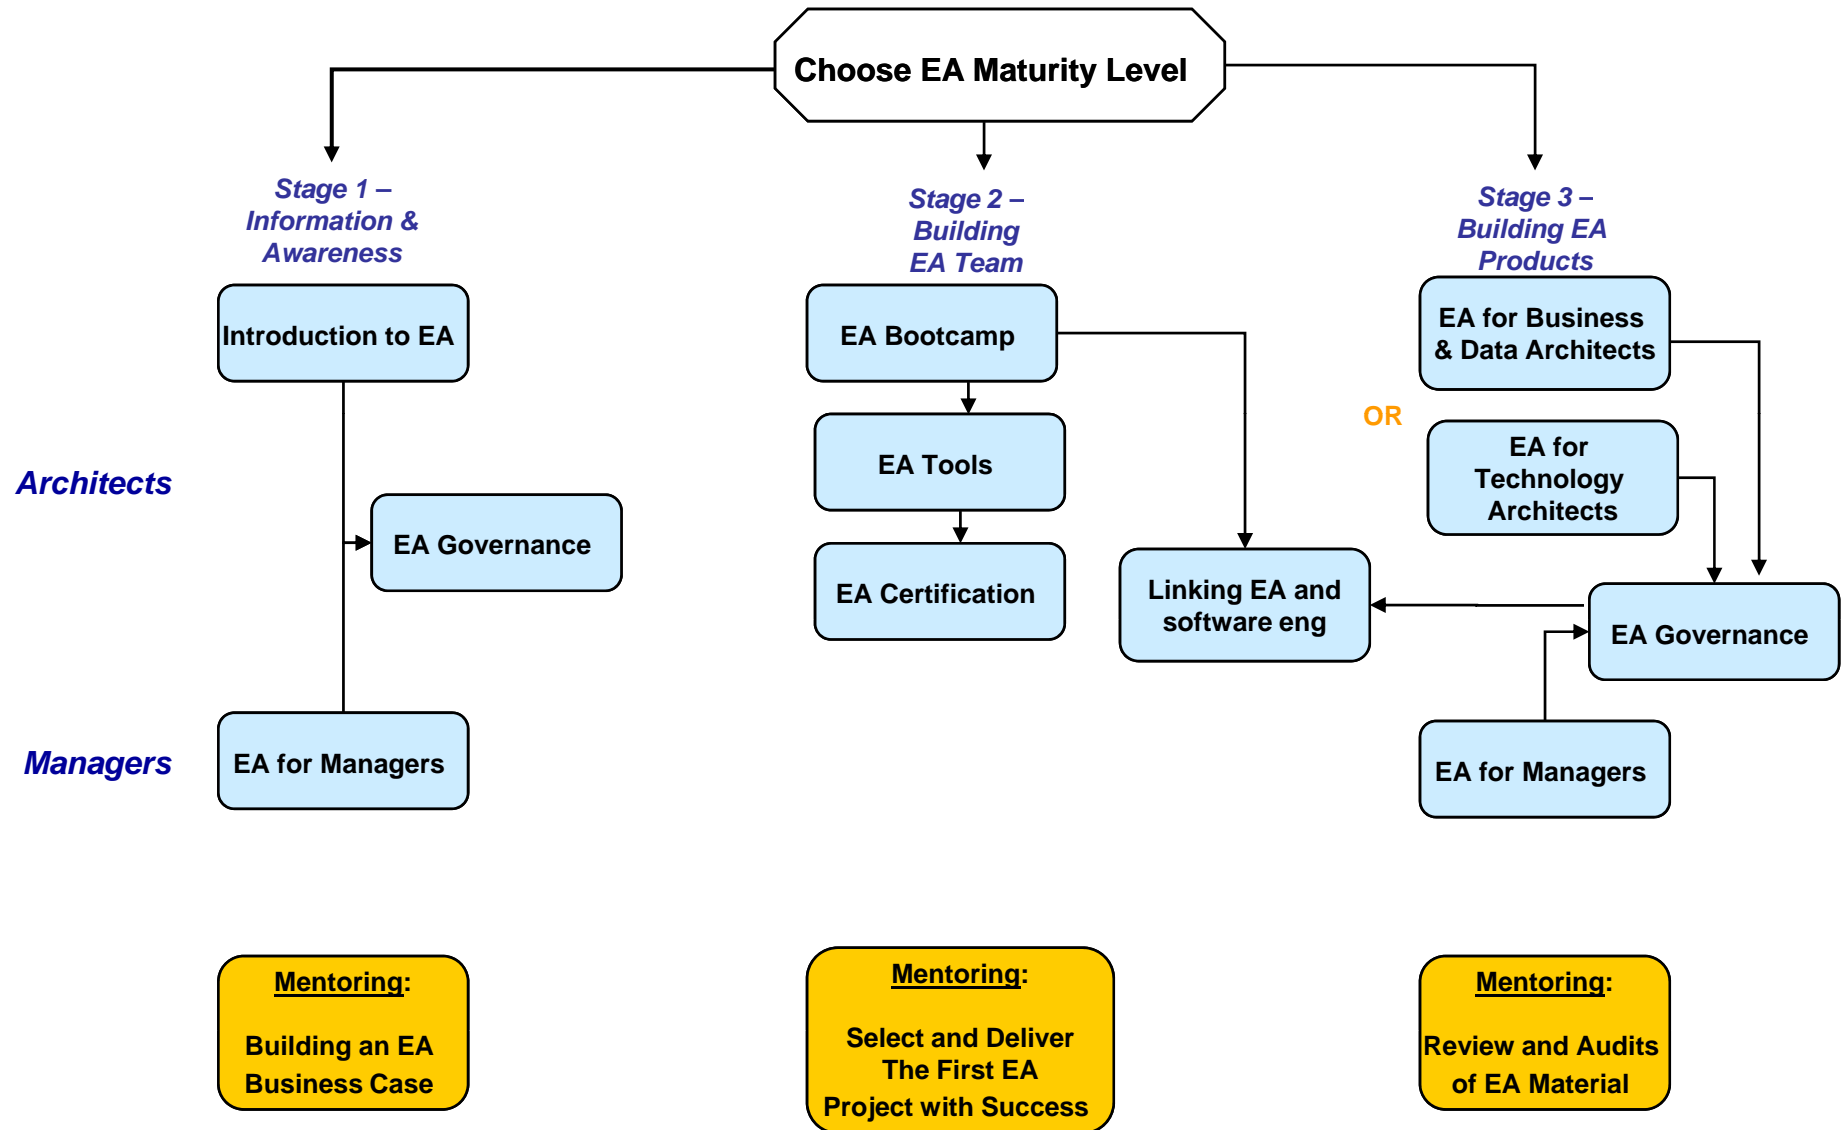 Choose EA Maturity Level
Stage 1 –
Information &
Awareness
Stage 2 –
Building
EA Team
Stage 3 –
Building EA
Products
Introduction to EA
EA Bootcamp
EA for Business
& Data Architects
OR
EA Tools
EA for
Technology
Architects
Architects
EA Governance
EA Certification
Linking EA and
software eng
EA Governance
Managers
EA for Managers
EA for Managers
Mentoring:
Building an EA
Business Case
Mentoring:
Select and Deliver
The First EA
Project with Success
Mentoring:
Review and Audits
of EA Material